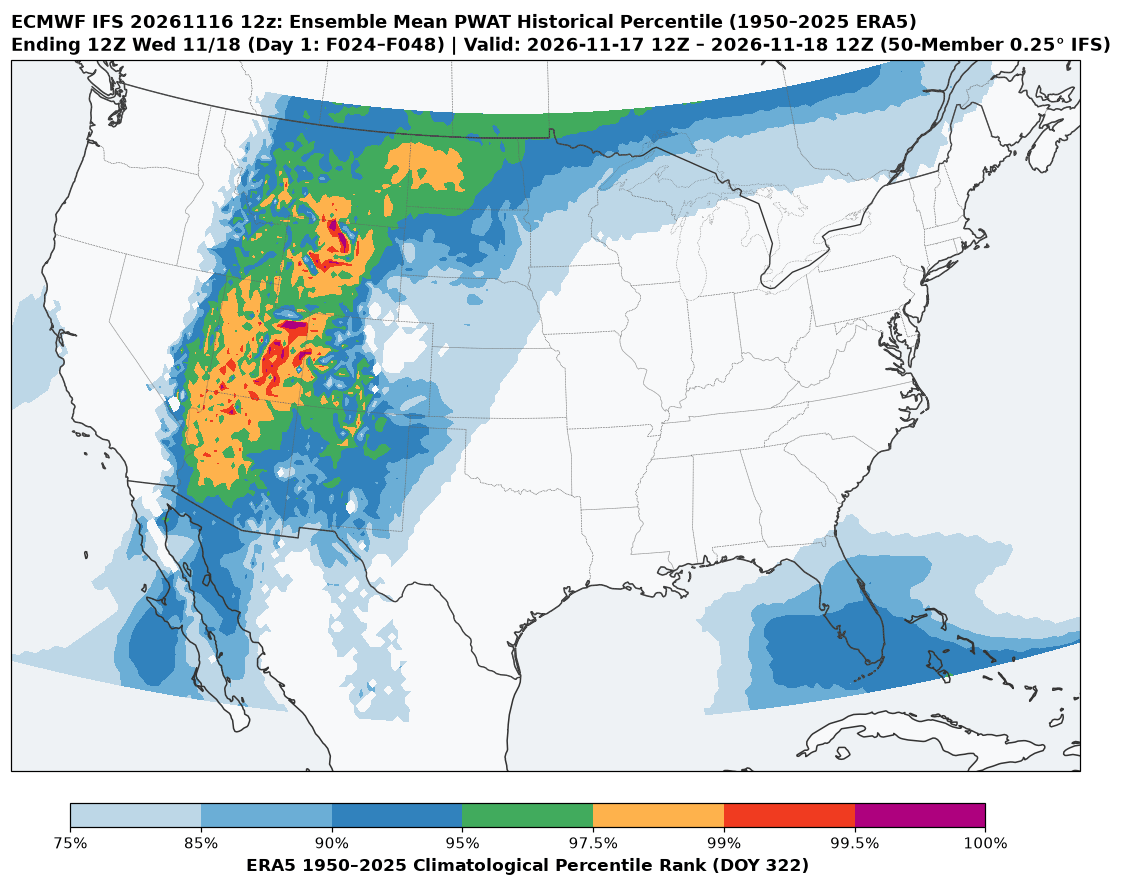 ECMWF IFS 20261116 12z: Ensemble Mean PWAT Historical Percentile (1950–2025 ERA5)
Ending 12Z Wed 11/18 (Day 1: F024–F048) | Valid: 2026-11-17 12Z – 2026-11-18 12Z (50-Member 0.25° IFS)
75% 85% 90% 95% 97.5% 99% 99.5% 100%
ERA5 1950–2025 Climatological Percentile Rank (DOY 322)